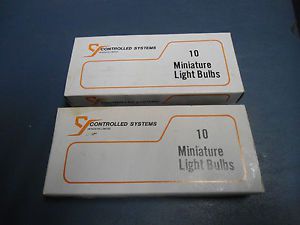 CONTROLLED SYSTEMS
10
Miniature
Light Bulbs
CONTROLLED SYSTEMS
10
Miniature
Light Bulbs